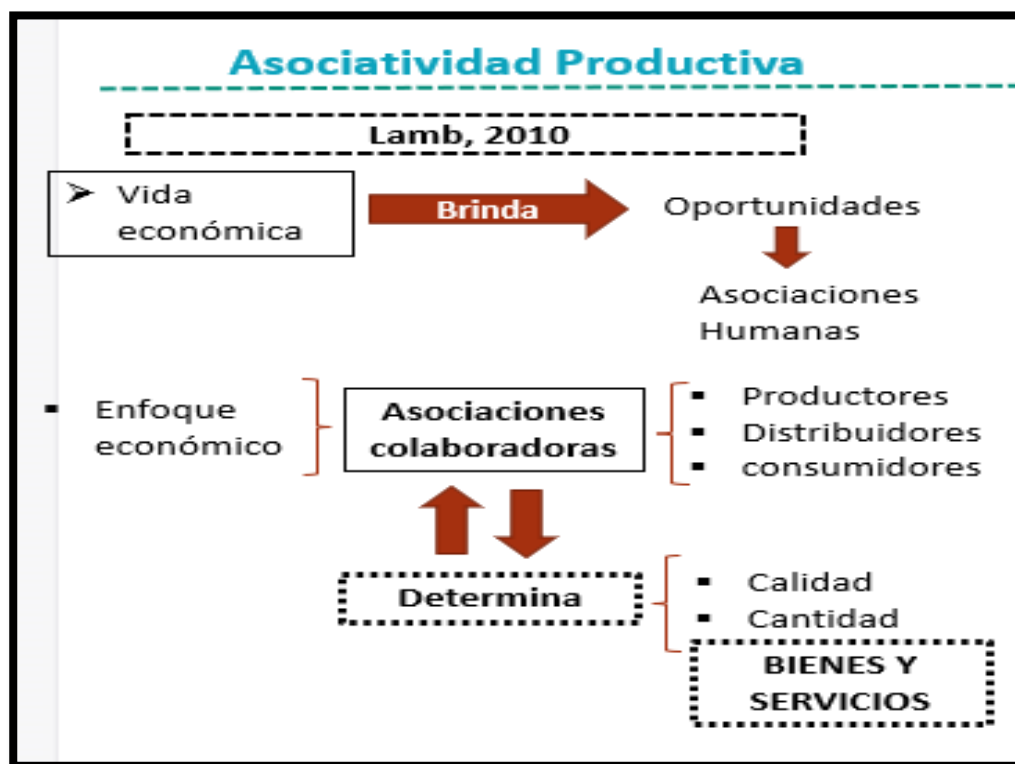 Asociatividad Productiva
Lamb, 2010
➢ Vida
económica
Brinda
Oportunidades
Asociaciones
Humanas
▪ Enfoque
económico
Asociaciones
colaboradoras
▪ Productores
▪ Distribuidores
▪ consumidores
Determina
▪ Calidad
▪ Cantidad
BIENES Y
SERVICIOS